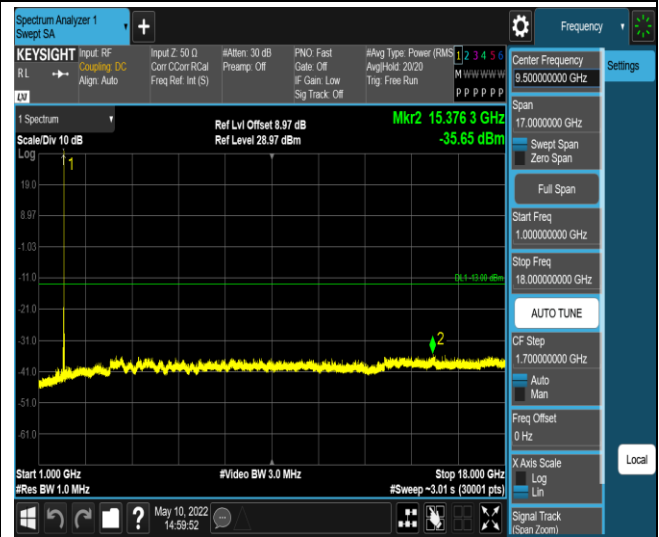 Spectrum Analyzer 1
Swept SA
+
Frequency
KEYSIGHT
RL
LXI
Input: RF
Coupling: DC
Align: Auto
Input Z: 50 Ω
Corr CCorr RCal
Freq Ref: Int (S)
#Atten: 30 dB
Preamp: Off
PNO: Fast
Gate: Off
IF Gain: Low
Sig Track: Off
#Avg Type: Power (RMS
Avg|Hold: 20/20
Trig: Free Run
1 2 3 4 5 6
M W W W W W
P P P P P P
1 Spectrum
Scale/Div 10 dB
Log
Ref Lvl Offset 8.97 dB
Ref Level 28.97 dBm
Mkr2 15.376 3 GHz
-35.65 dBm
1
19.0
8.97
-1.03
-11.0
DL1 -13.00 dBm
-21.0
-31.0
2
-41.0
-51.0
-61.0
Start 1.000 GHz
#Res BW 1.0 MHz
#Video BW 3.0 MHz
Stop 18.000 GHz
#Sweep ~3.01 s (30001 pts)
?
May 10, 2022
14:59:52
Center Frequency
9.500000000 GHz
Settings
Span
17.0000000 GHz
Swept Span
Zero Span
Full Span
Start Freq
1.000000000 GHz
Stop Freq
18.000000000 GHz
AUTO TUNE
CF Step
1.700000000 GHz
Auto
Man
Freq Offset
0 Hz
X Axis Scale
Log
Lin
Local
Signal Track
(Span Zoom)